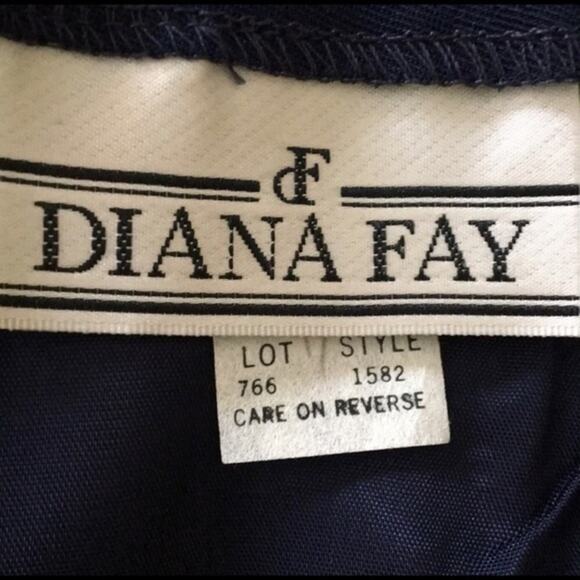 dF
DIANA FAY
LOT STYLE
766 1582
CARE ON REVERSE